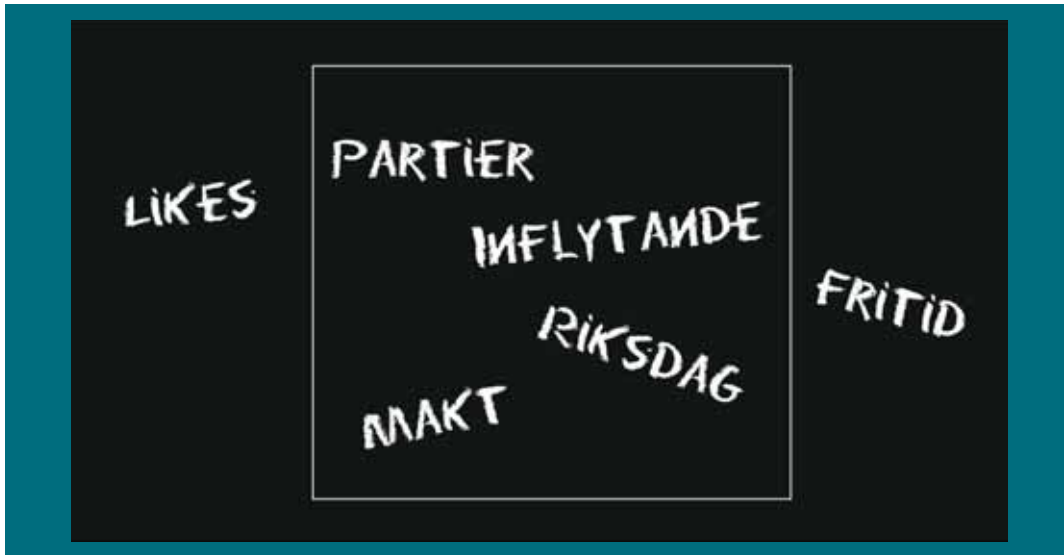 PARTiER
LiKES
INFLYTANDE
FRiTiD
RiKSDAG
MAKT